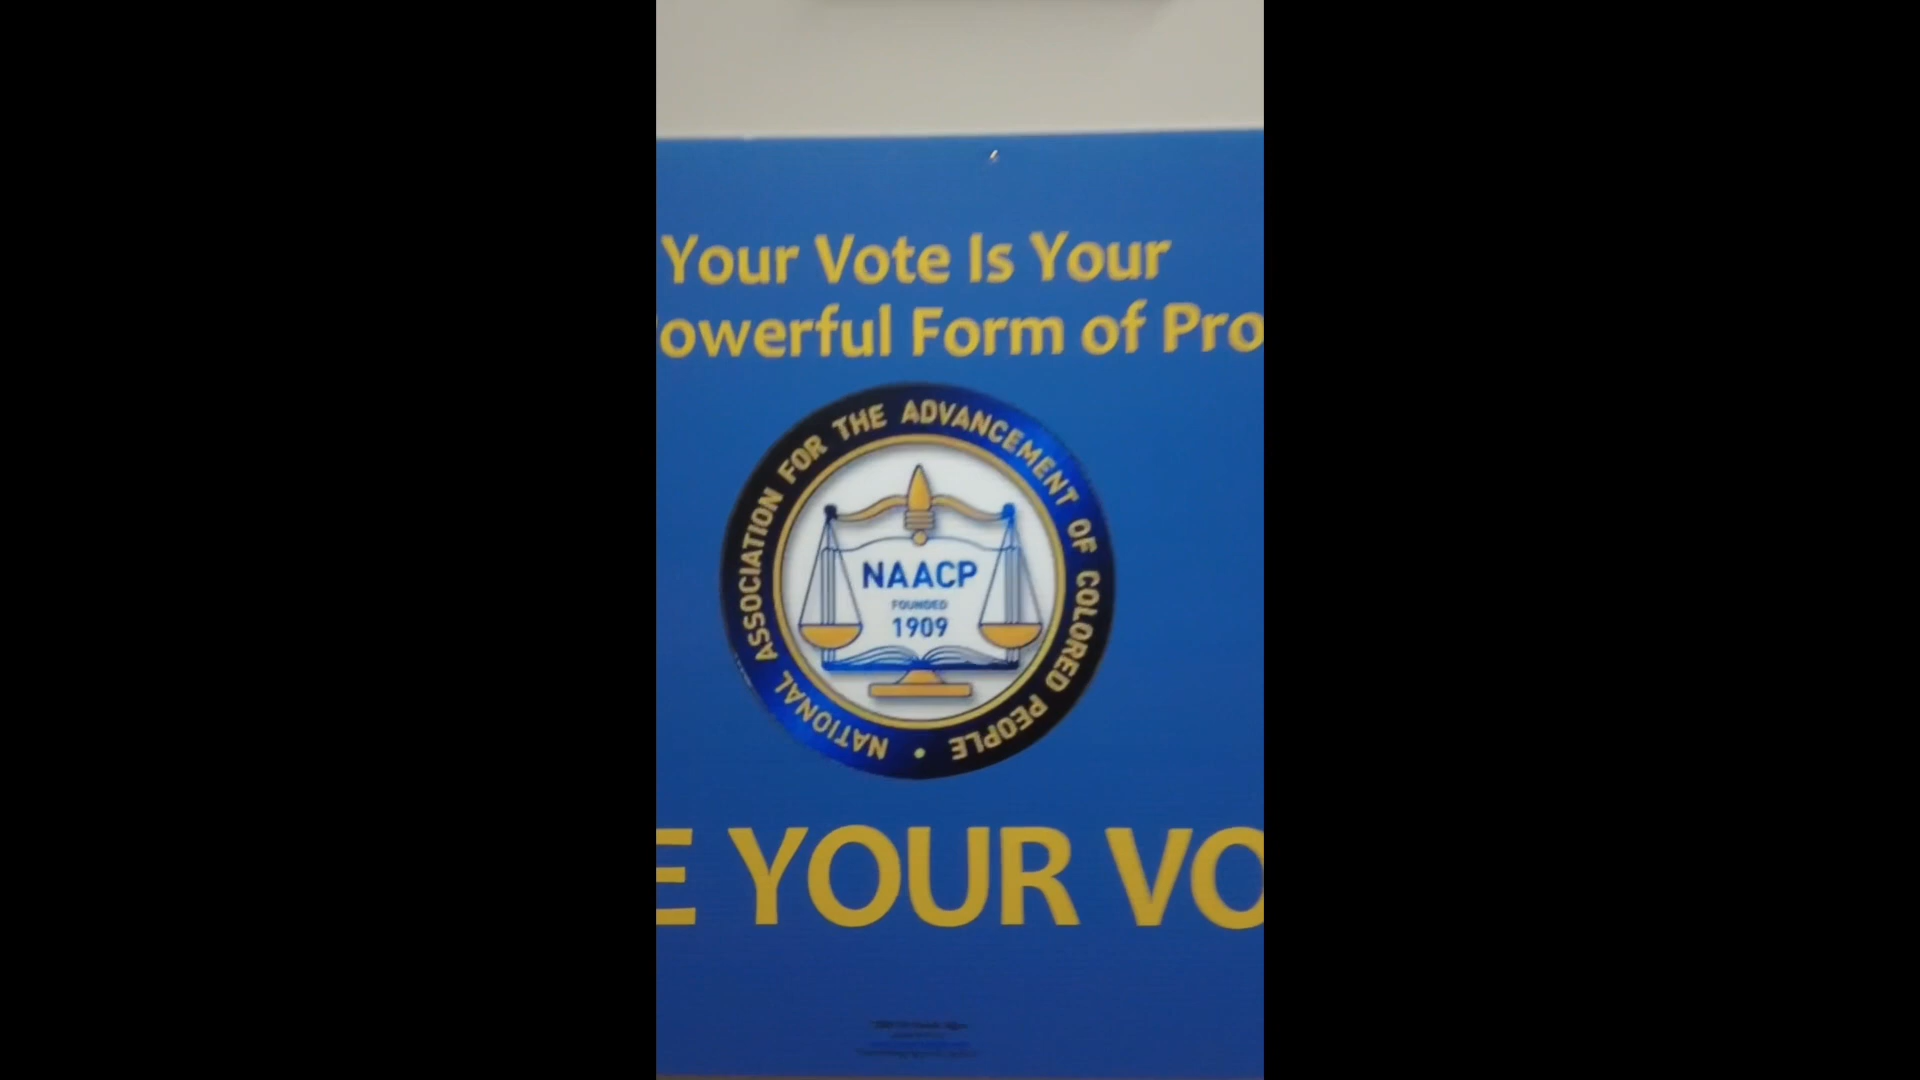 Your Vote Is Your
owerful Form of Pro
NATIONAL ASSOCIATION FOR THE ADVANCEMENT OF COLORED PEOPLE •
NAACP
FOUNDED
1909
E YOUR VO